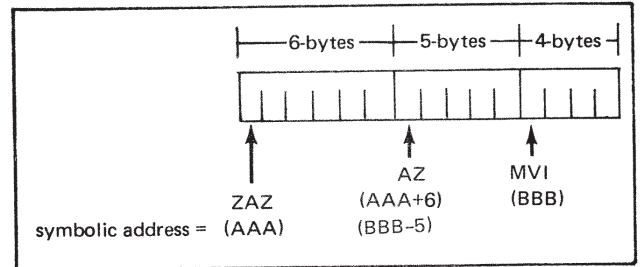 6-bytes 5-bytes 4-bytes
AZ MVI
ZAZ (AAA+6) (BBB)
symbolic address = (AAA) (BBB-5)